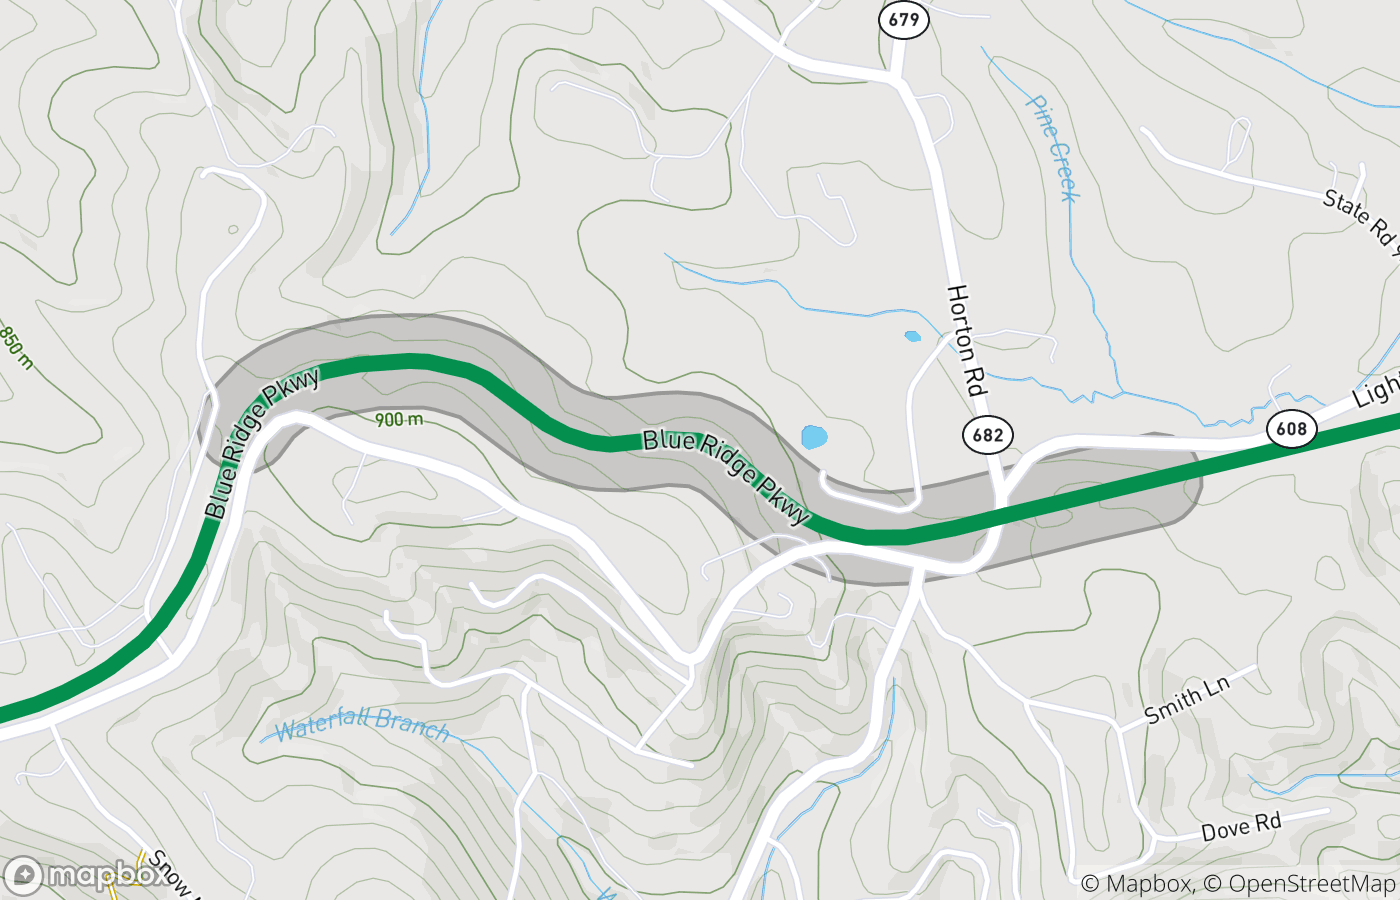 679
Pine Creek
State Rd
850 m
Horton Rd
Blue Ridge Pkwy
900 m
Blue Ridge Pkwy
682
608
Waterfall Branch
Smith Ln
Dove Rd
Snow
mapbox
© Mapbox, © OpenStreetMap